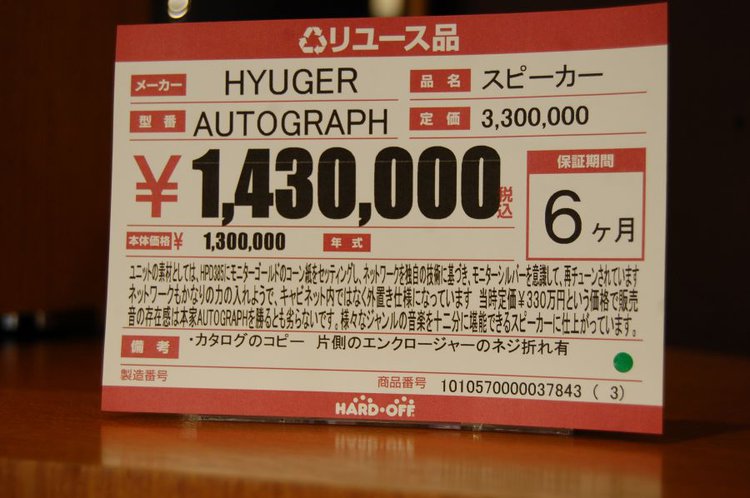 リユース品
メーカー HYUGER 品名 スピーカー
型番 AUTOGRAPH 定価 3,300,000
¥1,430,000 税込
保証期間
6ヶ月
本体価格¥ 1,300,000 年式
ユニットの素材としては、HPD385にモニターゴールドのコーン紙をセッティングし、ネットワークを独自の技術に基づき、モニターシルバーを意識して、再チューンされています
ネットワークもかなりの力の入れようで、キャビネット内ではなく外置き仕様になっています 当時定価¥330万円という価格で販売
音の存在感は本家AUTOGRAPHを勝るとも劣らないです。様々なジャンルの音楽を十二分に堪能できるスピーカーに仕上がっています。
備考 ・カタログのコピー 片側のエンクロージャーのネジ折れ有
製造番号 商品番号 1010570000037843 ( 3)
HARD・OFF